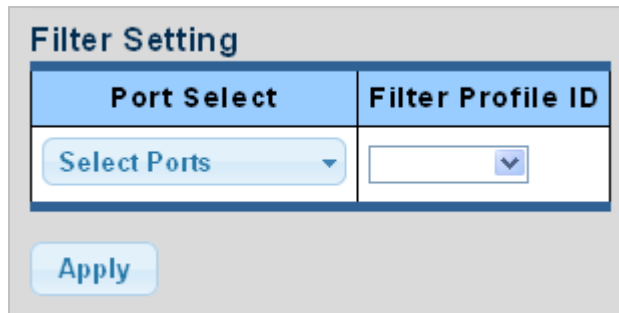 Filter Setting
Port Select Filter Profile ID
Select Ports
Apply